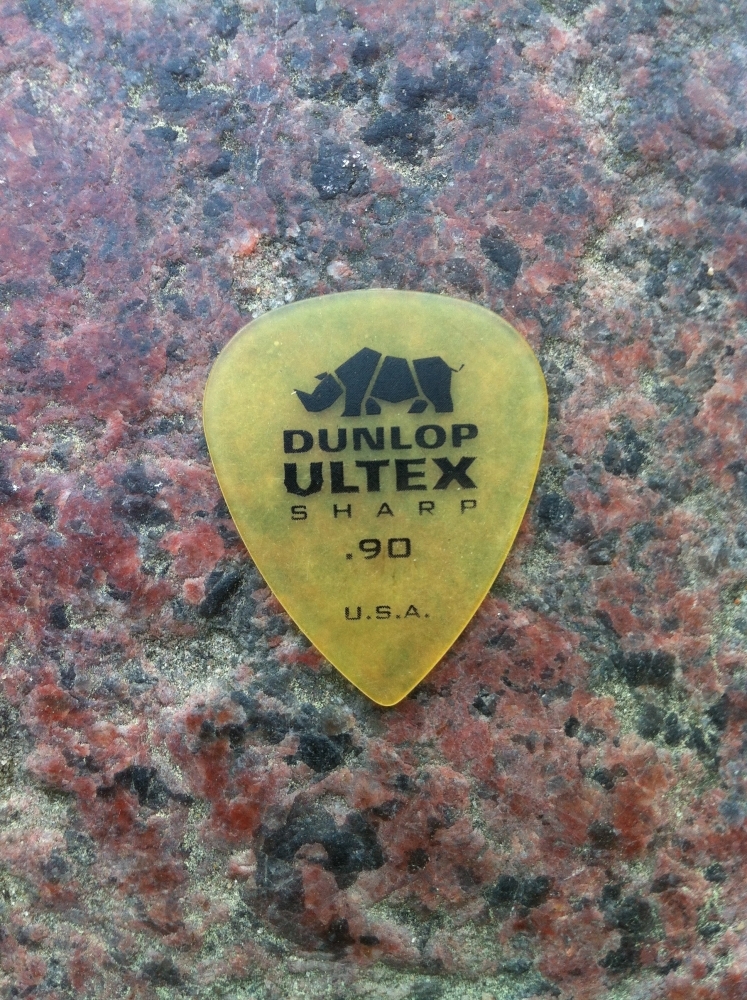 DUNLOP
ULTEX
SHARP
.90
U.S.A.